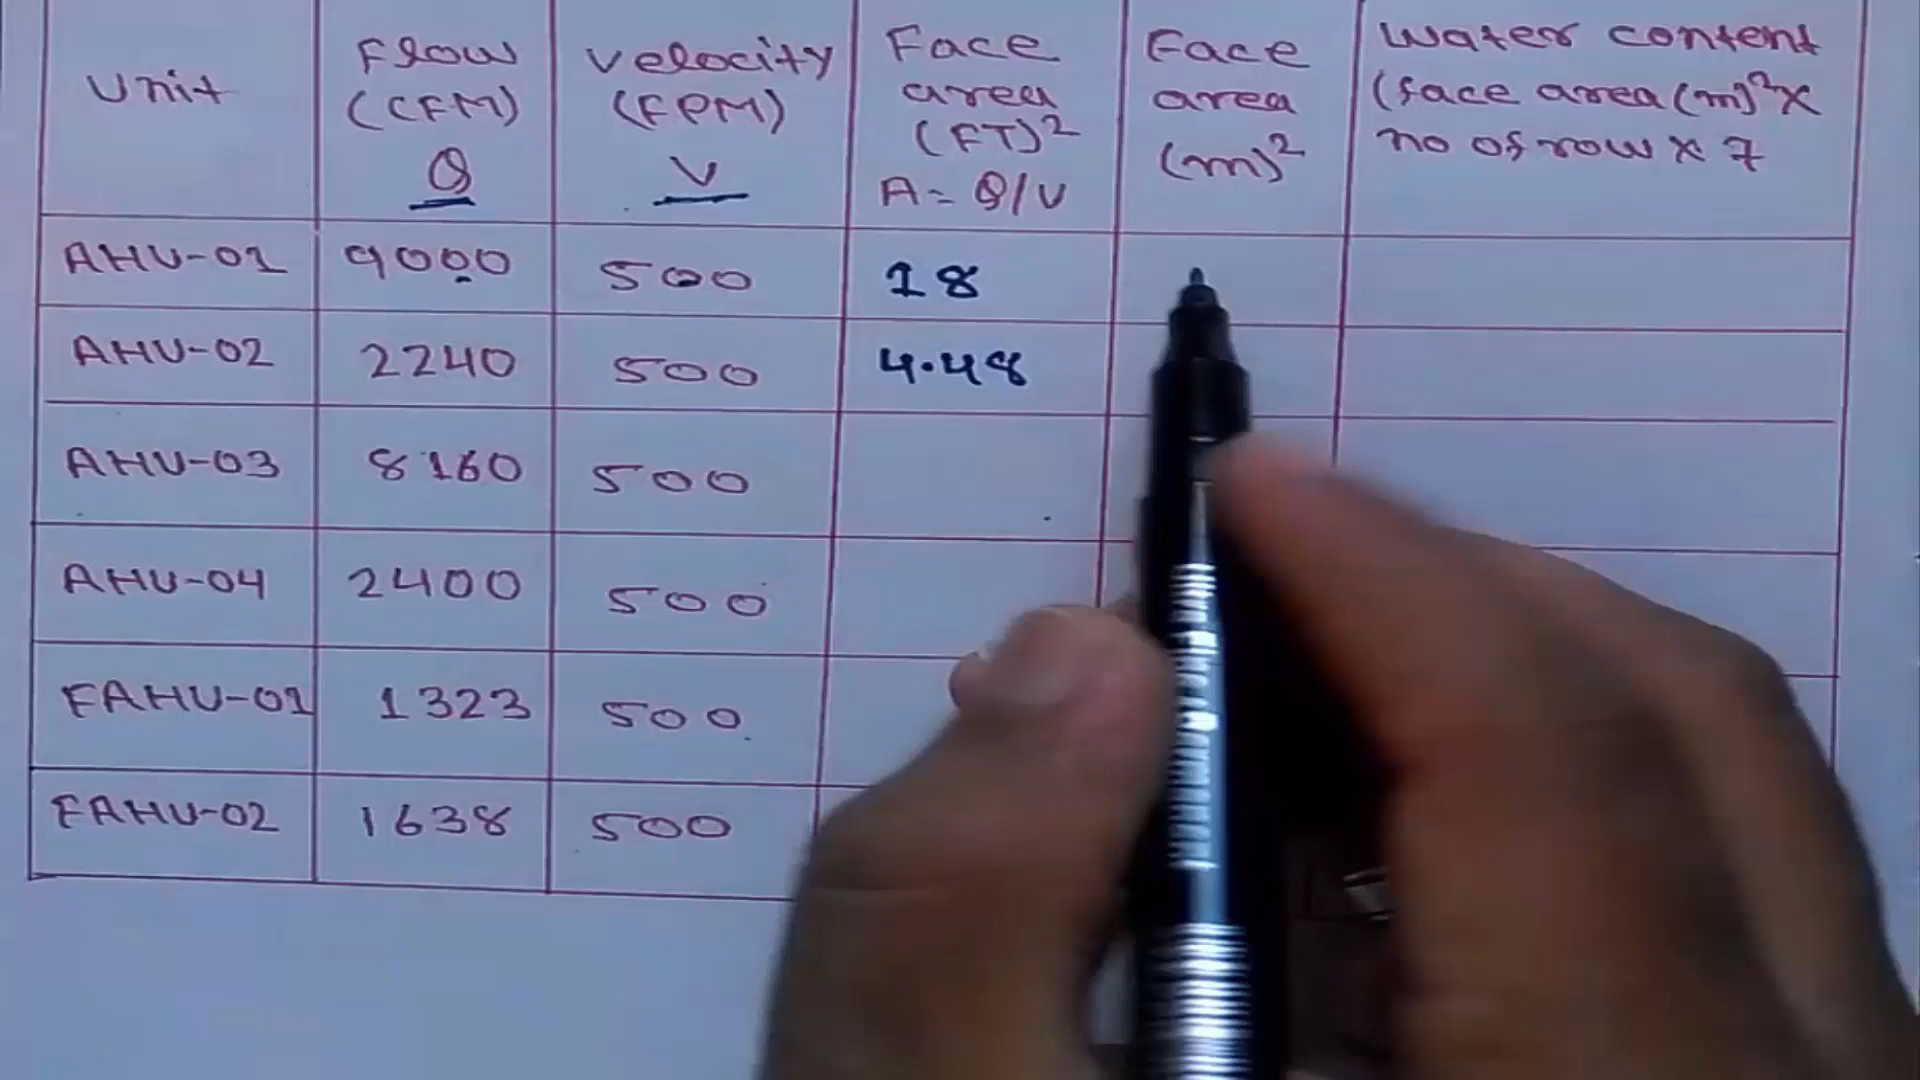 Unit
Flow
(CFM)
Q
velocity
(FPM)
V
Face
area
(FT)²
A = Q/V
Face
area
(m)²
water content
(face area (m)² x
no of row x 7
AHU-01 9000 500 18
AHU-02 2240 500 4.48
AHU-03 8160 500
AHU-04 2400 500
FAHU-01 1323 500
FAHU-02 1638 500